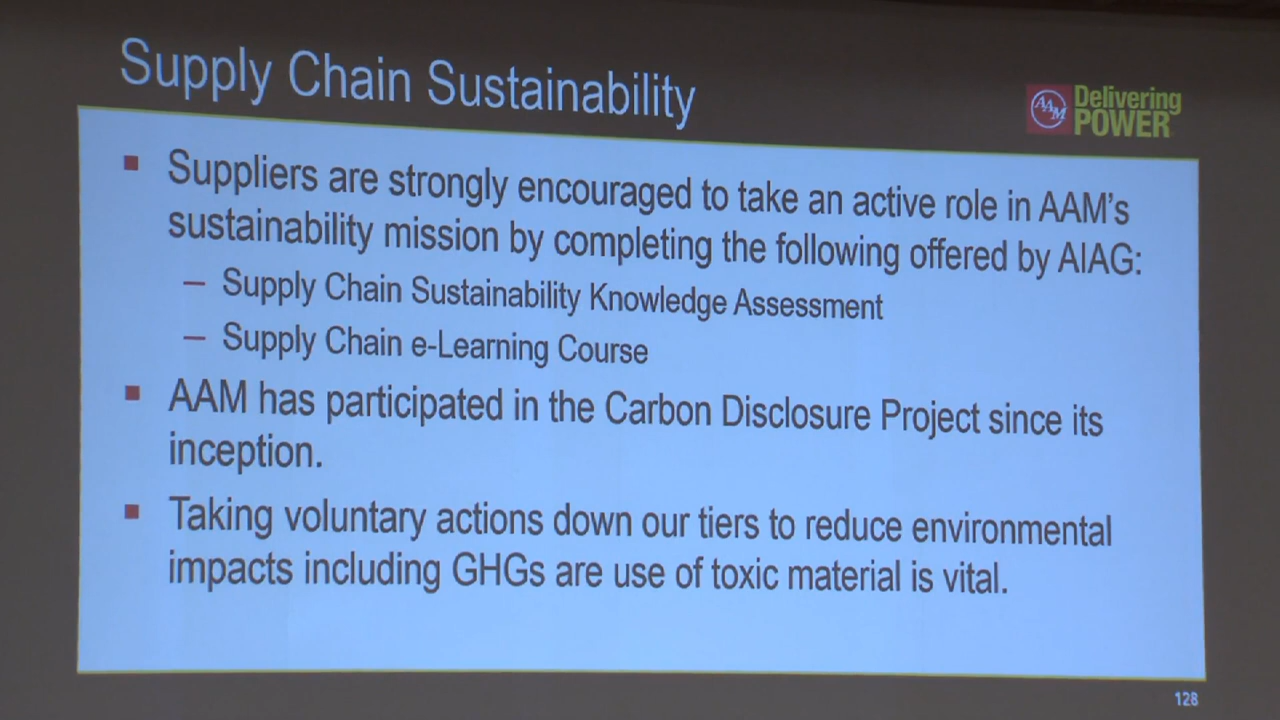 Supply Chain Sustainability
AAM
Delivering
POWER
▪ Suppliers are strongly encouraged to take an active role in AAM's
sustainability mission by completing the following offered by AIAG:
– Supply Chain Sustainability Knowledge Assessment
– Supply Chain e-Learning Course
▪ AAM has participated in the Carbon Disclosure Project since its
inception.
▪ Taking voluntary actions down our tiers to reduce environmental
impacts including GHGs are use of toxic material is vital.
128